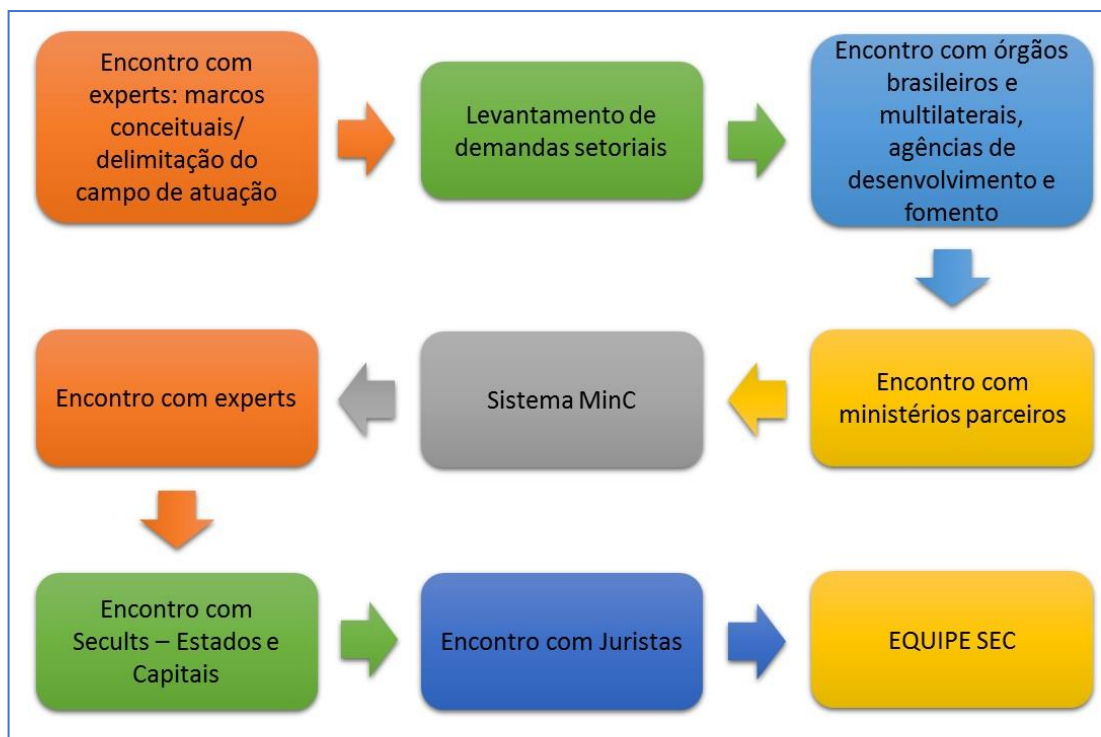 Encontro com
experts: marcos
conceituais/
delimitação do
campo de atuação
Levantamento de
demandas setoriais
Encontro com órgãos
brasileiros e
multilaterais,
agências de
desenvolvimento e
fomento
Encontro com
ministérios parceiros
Sistema MinC
Encontro com experts
Encontro com
Secults – Estados e
Capitais
Encontro com Juristas
EQUIPE SEC